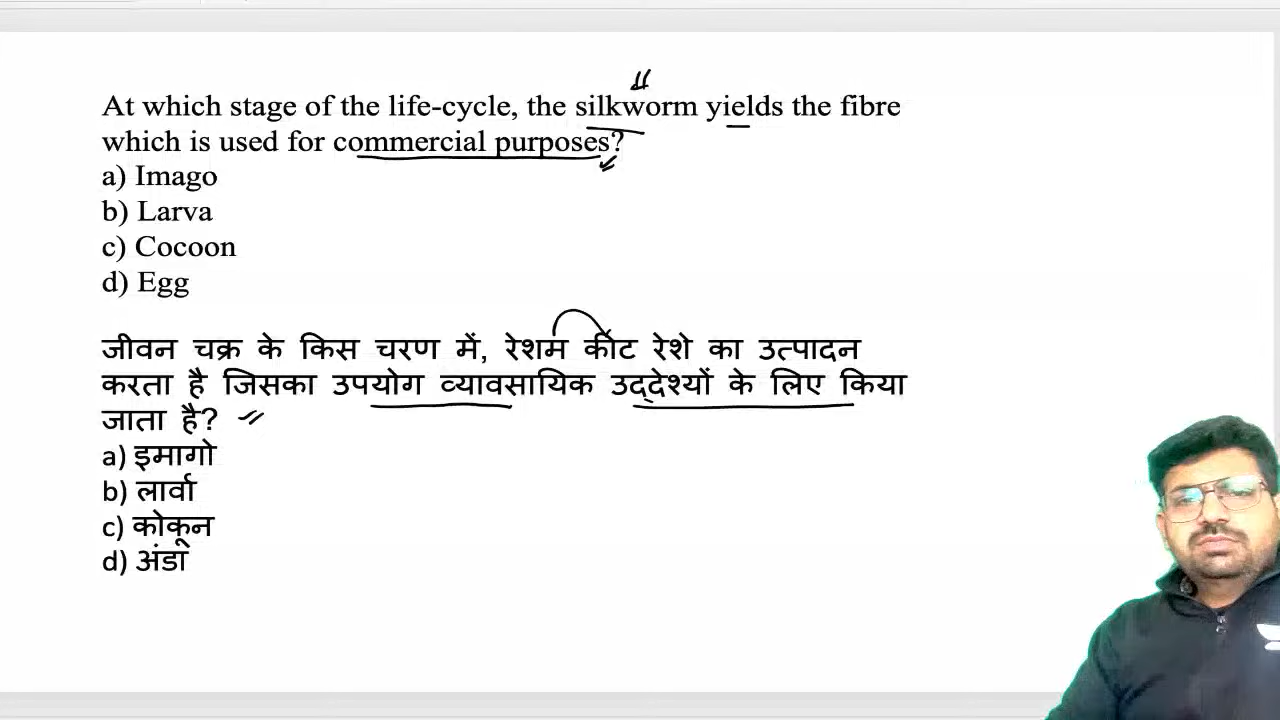 At which stage of the life-cycle, the silkworm yields the fibre
which is used for commercial purposes?
a) Imago
b) Larva
c) Cocoon
d) Egg
जीवन चक्र के किस चरण में, रेशम कीट रेशे का उत्पादन
करता है जिसका उपयोग व्यावसायिक उद्देश्यों के लिए किया
जाता है?
a) इमागो
b) लार्वा
c) कोकून
d) अंडा